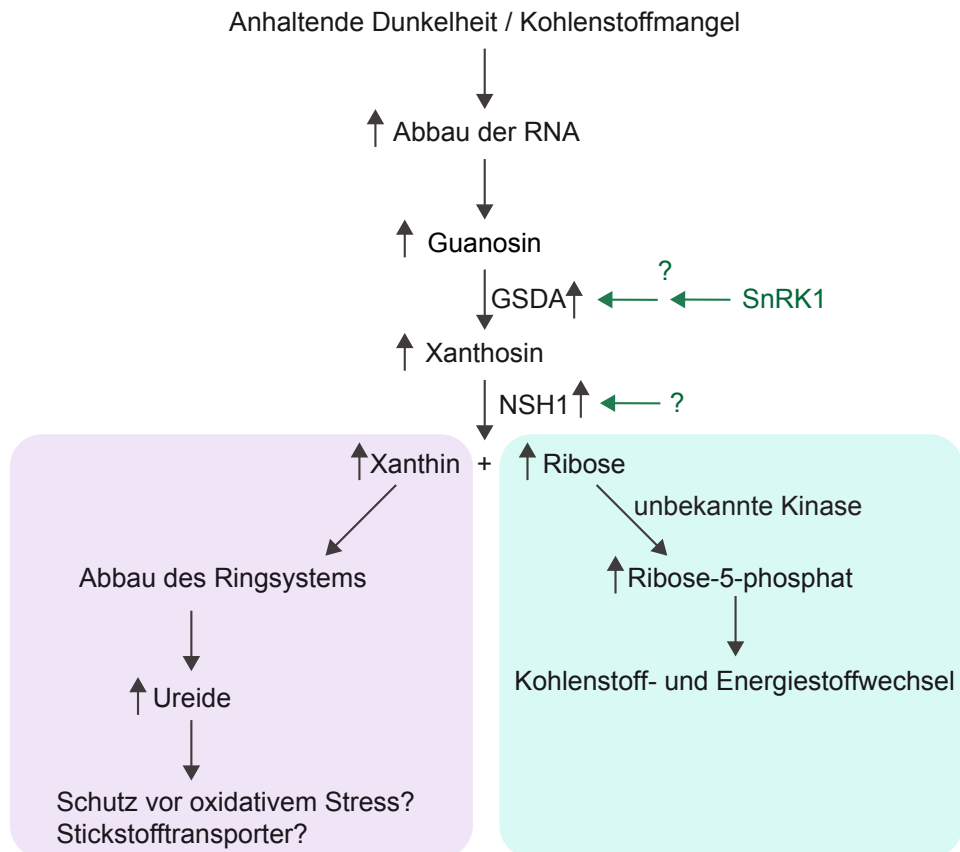 Anhaltende Dunkelheit / Kohlenstoffmangel
Abbau der RNA
Guanosin
?
GSDA
SnRK1
Xanthosin
NSH1
?
Xanthin + Ribose
unbekannte Kinase
Abbau des Ringsystems
Ribose-5-phosphat
Ureide
Kohlenstoff- und Energiestoffwechsel
Schutz vor oxidativem Stress?
Stickstofftransporter?